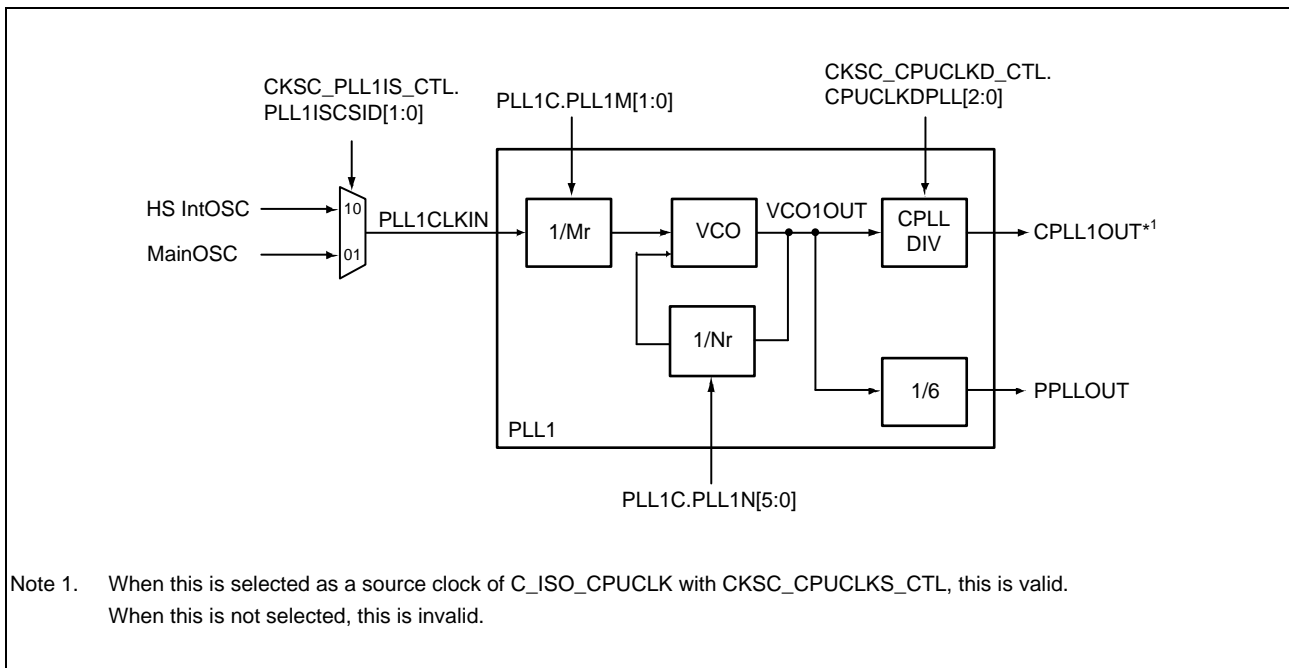 CKSC_PLL1IS_CTL.
PLL1ISCSID[1:0]
PLL1C.PLL1M[1:0]
CKSC_CPUCLKD_CTL.
CPUCLKDPLL[2:0]
HS IntOSC
10
MainOSC
01
PLL1CLKIN
1/Mr
VCO
VCO1OUT
CPLL
DIV
CPLL1OUT*1
1/Nr
1/6
PPLLOUT
PLL1
PLL1C.PLL1N[5:0]
Note 1. When this is selected as a source clock of C_ISO_CPUCLK with CKSC_CPUCLKS_CTL, this is valid.
When this is not selected, this is invalid.